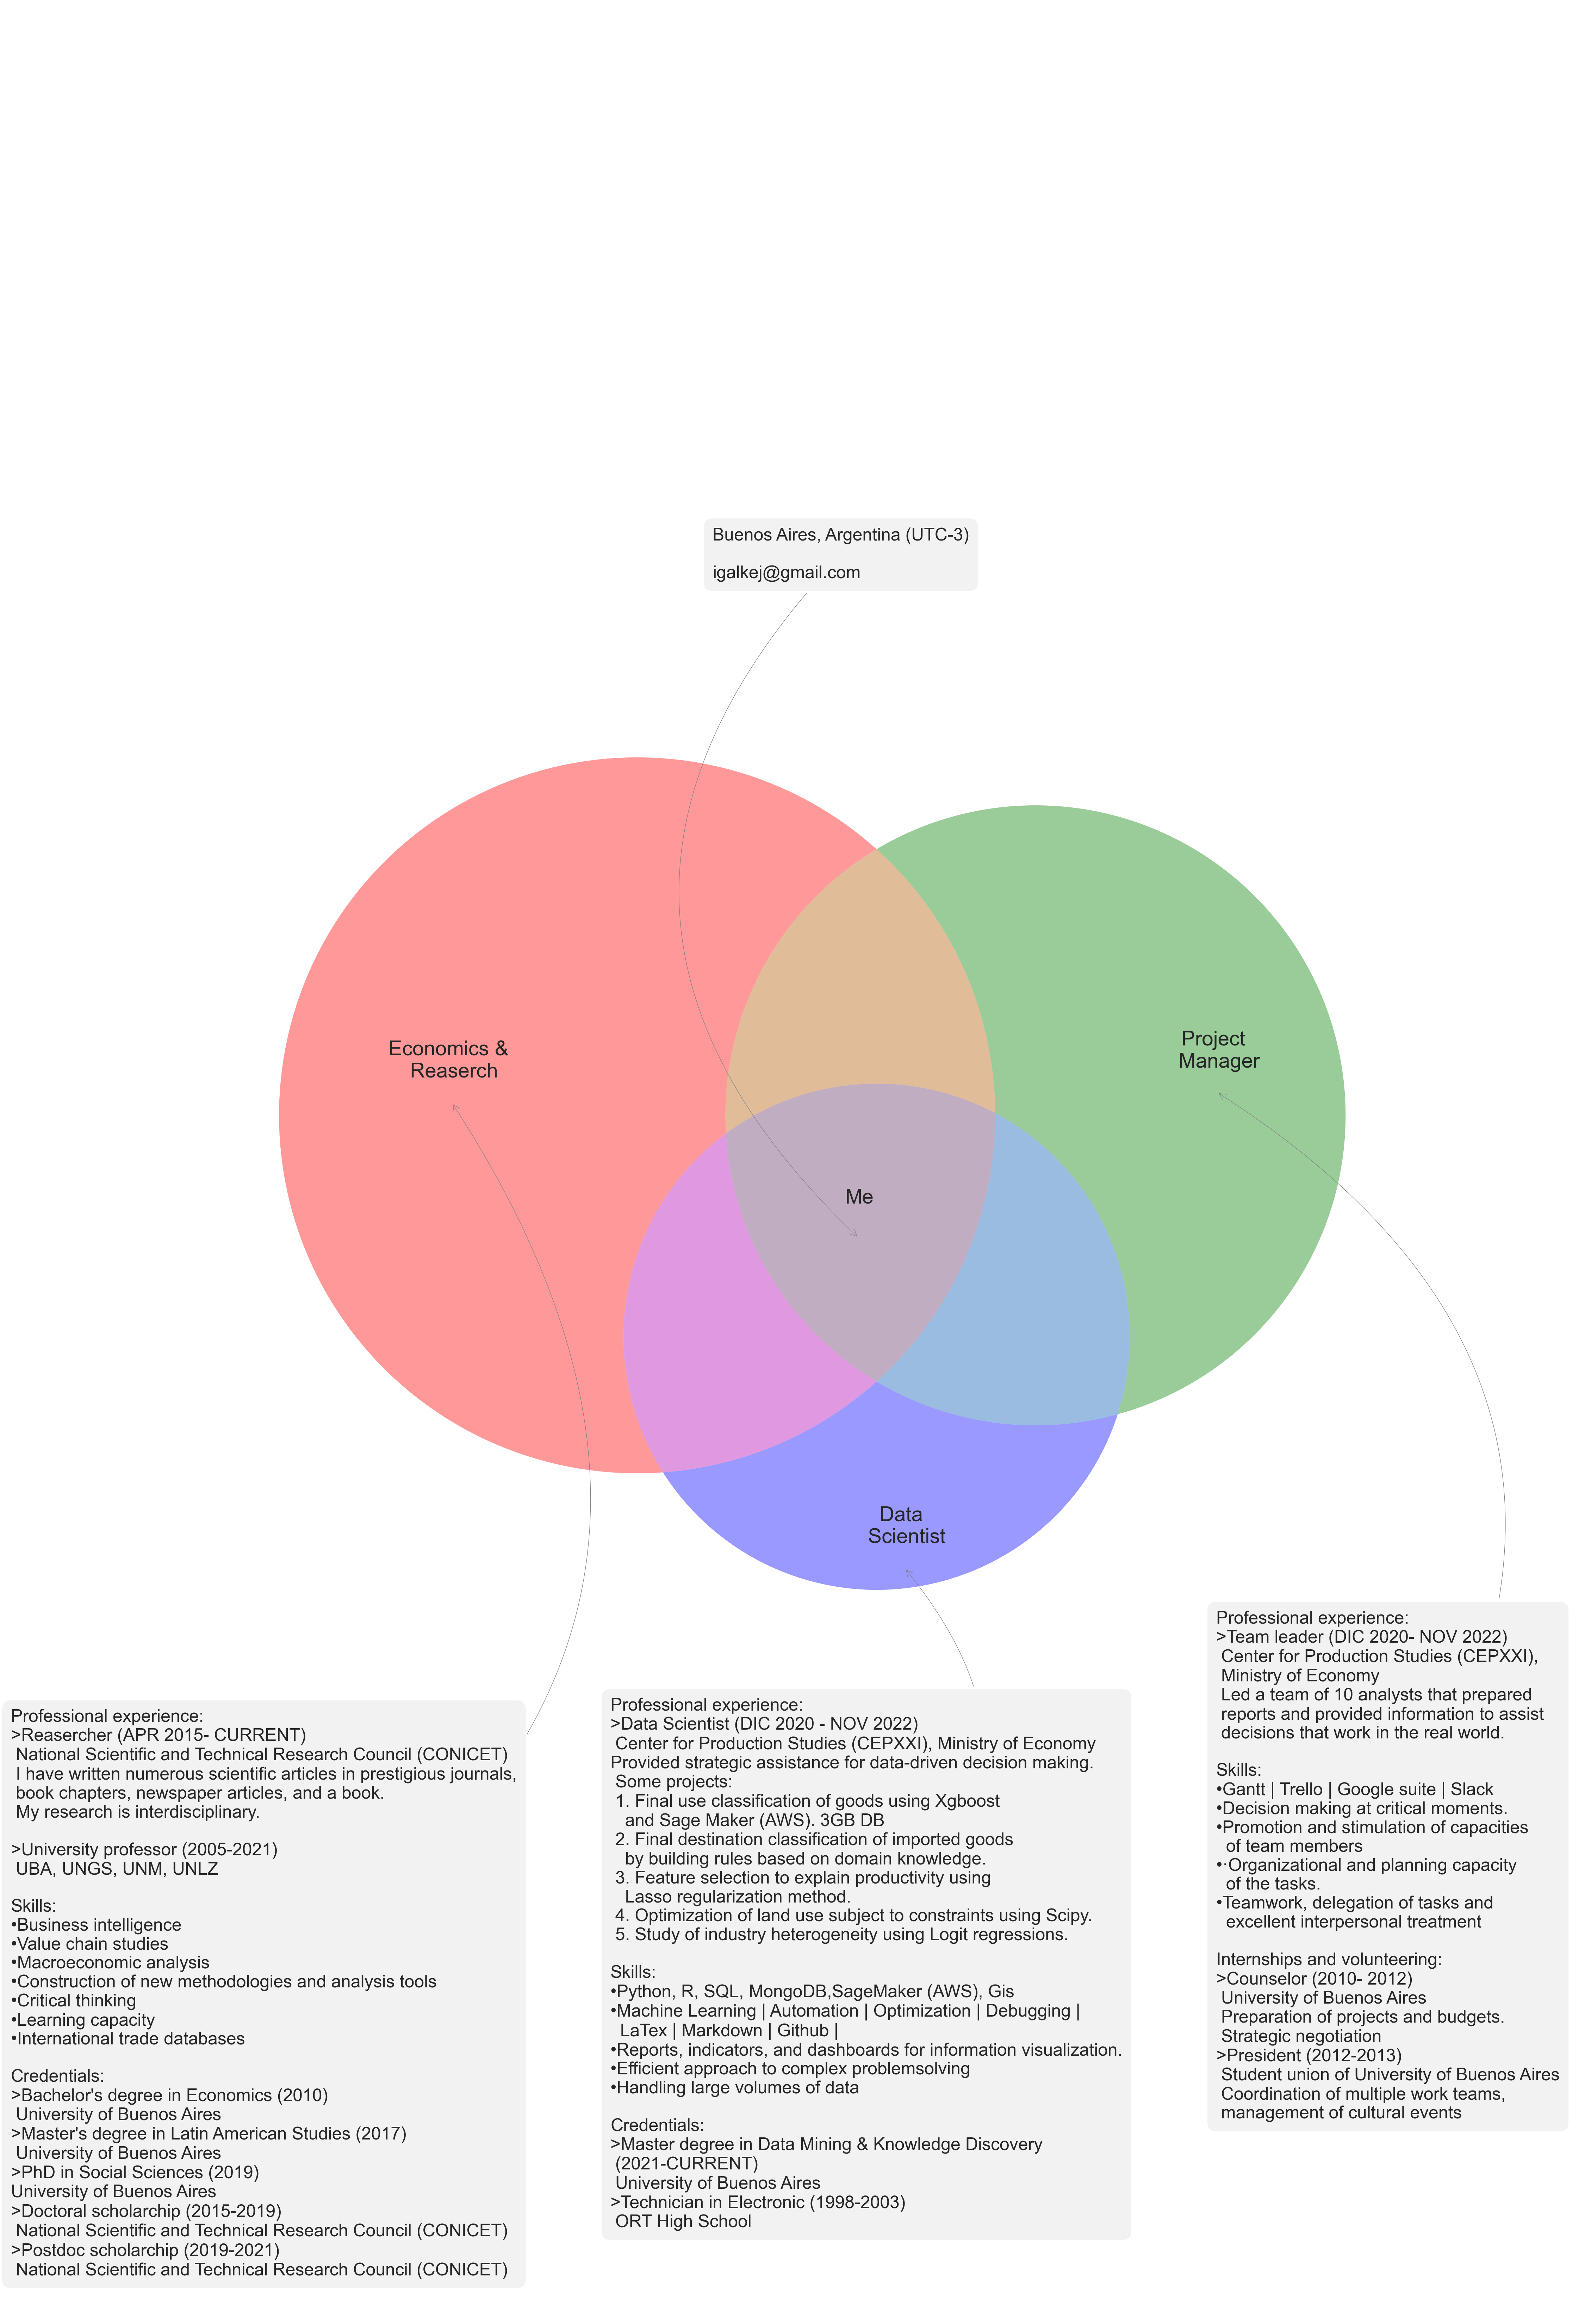 Buenos Aires, Argentina (UTC-3)
igalkej@gmail.com
Economics &
Reaserch
Project
Manager
Me
Data
Scientist
Professional experience:
>Reasercher (APR 2015- CURRENT)
National Scientific and Technical Research Council (CONICET)
I have written numerous scientific articles in prestigious journals,
book chapters, newspaper articles, and a book.
My research is interdisciplinary.
>University professor (2005-2021)
UBA, UNGS, UNM, UNLZ
Skills:
•Business intelligence
•Value chain studies
•Macroeconomic analysis
•Construction of new methodologies and analysis tools
•Critical thinking
•Learning capacity
•International trade databases
Credentials:
>Bachelor's degree in Economics (2010)
University of Buenos Aires
>Master's degree in Latin American Studies (2017)
University of Buenos Aires
>PhD in Social Sciences (2019)
University of Buenos Aires
>Doctoral scholarchip (2015-2019)
National Scientific and Technical Research Council (CONICET)
>Postdoc scholarchip (2019-2021)
National Scientific and Technical Research Council (CONICET)
Professional experience:
>Data Scientist (DIC 2020 - NOV 2022)
Center for Production Studies (CEPXXI), Ministry of Economy
Provided strategic assistance for data-driven decision making.
Some projects:
1. Final use classification of goods using Xgboost
and Sage Maker (AWS). 3GB DB
2. Final destination classification of imported goods
by building rules based on domain knowledge.
3. Feature selection to explain productivity using
Lasso regularization method.
4. Optimization of land use subject to constraints using Scipy.
5. Study of industry heterogeneity using Logit regressions.
Skills:
•Python, R, SQL, MongoDB,SageMaker (AWS), Gis
•Machine Learning | Automation | Optimization | Debugging |
LaTex | Markdown | Github |
•Reports, indicators, and dashboards for information visualization.
•Efficient approach to complex problemsolving
•Handling large volumes of data
Credentials:
>Master degree in Data Mining & Knowledge Discovery
(2021-CURRENT)
University of Buenos Aires
>Technician in Electronic (1998-2003)
ORT High School
Professional experience:
>Team leader (DIC 2020- NOV 2022)
Center for Production Studies (CEPXXI),
Ministry of Economy
Led a team of 10 analysts that prepared
reports and provided information to assist
decisions that work in the real world.
Skills:
•Gantt | Trello | Google suite | Slack
•Decision making at critical moments.
•Promotion and stimulation of capacities
of team members
•·Organizational and planning capacity
of the tasks.
•Teamwork, delegation of tasks and
excellent interpersonal treatment
Internships and volunteering:
>Counselor (2010- 2012)
University of Buenos Aires
Preparation of projects and budgets.
Strategic negotiation
>President (2012-2013)
Student union of University of Buenos Aires
Coordination of multiple work teams,
management of cultural events